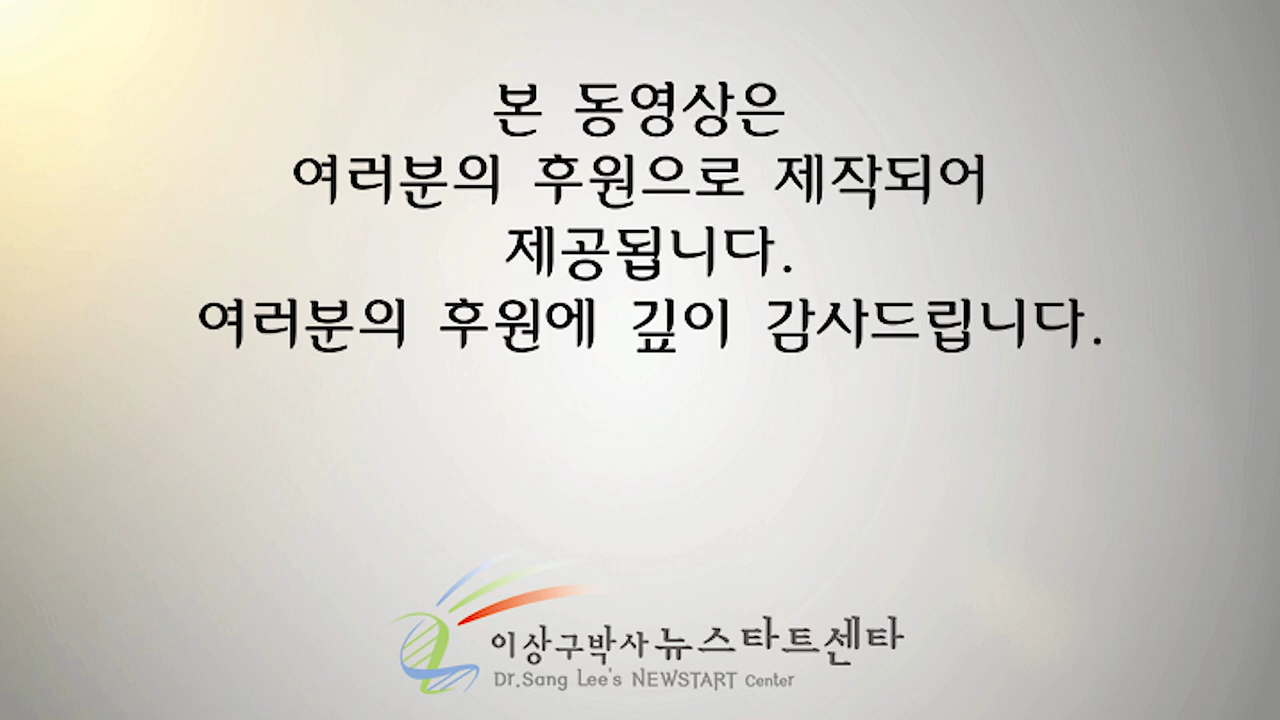 본 동영상은
여러분의 후원으로 제작되어
제공됩니다.
여러분의 후원에 깊이 감사드립니다.
이상구박사 뉴스타트센타
Dr.Sang Lee's NEWSTART Center